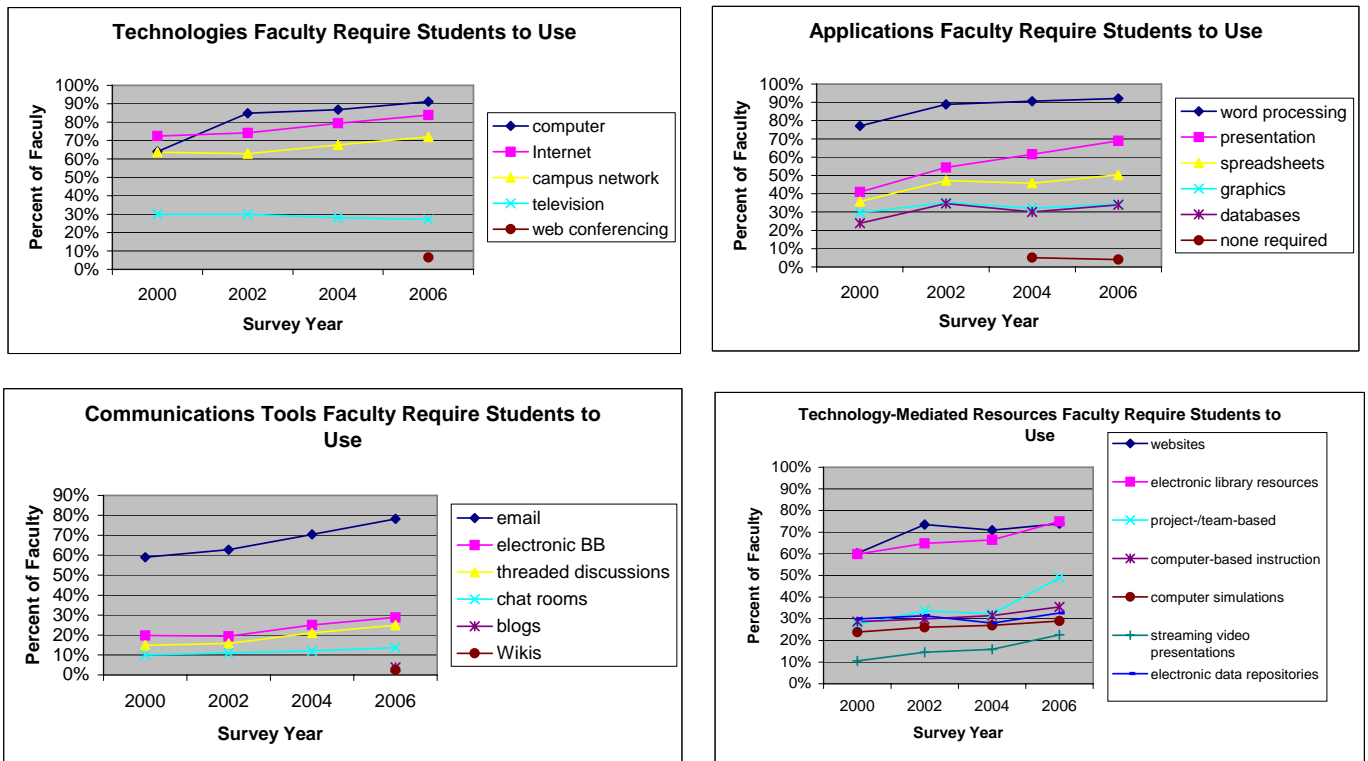 Technologies Faculty Require Students to Use
100%
90%
80%
70%
60%
50%
40%
30%
20%
10%
0%
Percent of Faculy
2000 2002 2004 2006
Survey Year
computer
Internet
campus network
television
web conferencing
Applications Faculty Require Students to Use
100%
90%
80%
70%
60%
50%
40%
30%
20%
10%
0%
Percent of Faculty
2000 2002 2004 2006
Survey Year
word processing
presentation
spreadsheets
graphics
databases
none required
Communications Tools Faculty Require Students to
Use
90%
80%
70%
60%
50%
40%
30%
20%
10%
0%
Percent of Faculty
2000 2002 2004 2006
Survey Year
email
electronic BB
threaded discussions
chat rooms
blogs
Wikis
Technology-Mediated Resources Faculty Require Students to
Use
100%
90%
80%
70%
60%
50%
40%
30%
20%
10%
0%
Percent of Faculty
2000 2002 2004 2006
Survey Year
websites
electronic library resources
project-/team-based
computer-based instruction
computer simulations
streaming video
presentations
electronic data repositories